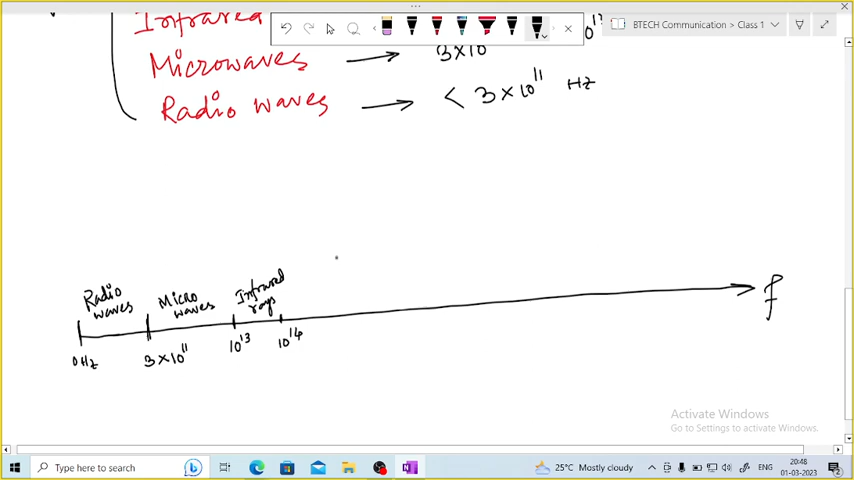 BTECH Communication > Class 1
Infrared
Microwaves → 3×10
Radio waves → < 3×10¹¹ Hz
Radio waves
Micro waves
Infrared rays
f
0Hz
3×10¹¹
10¹³
10¹⁴
Activate Windows
Go to Settings to activate Windows.
Type here to search
25°C Mostly cloudy
ENG
20:48
01-03-2023
2